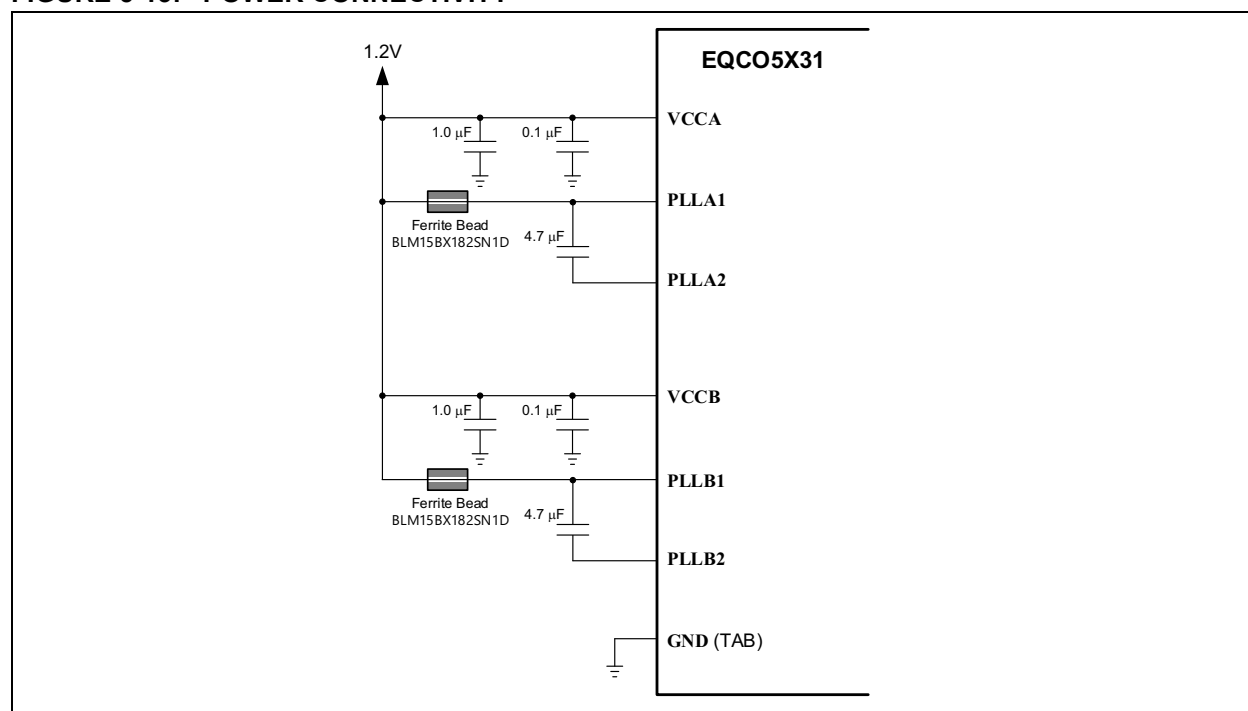 1.2V
EQCO5X31
VCCA
1.0 μF
0.1 μF
PLLA1
Ferrite Bead
BLM15BX182SN1D
4.7 μF
PLLA2
VCCB
1.0 μF
0.1 μF
PLLB1
Ferrite Bead
BLM15BX182SN1D
4.7 μF
PLLB2
GND (TAB)